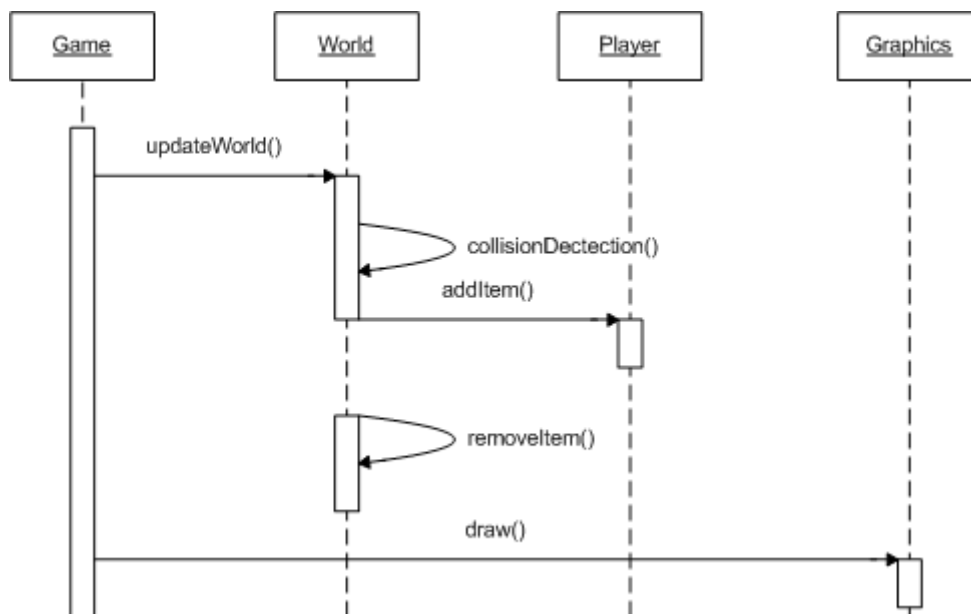 Game
World
Player
Graphics
updateWorld()
collisionDectection()
addItem()
removeItem()
draw()